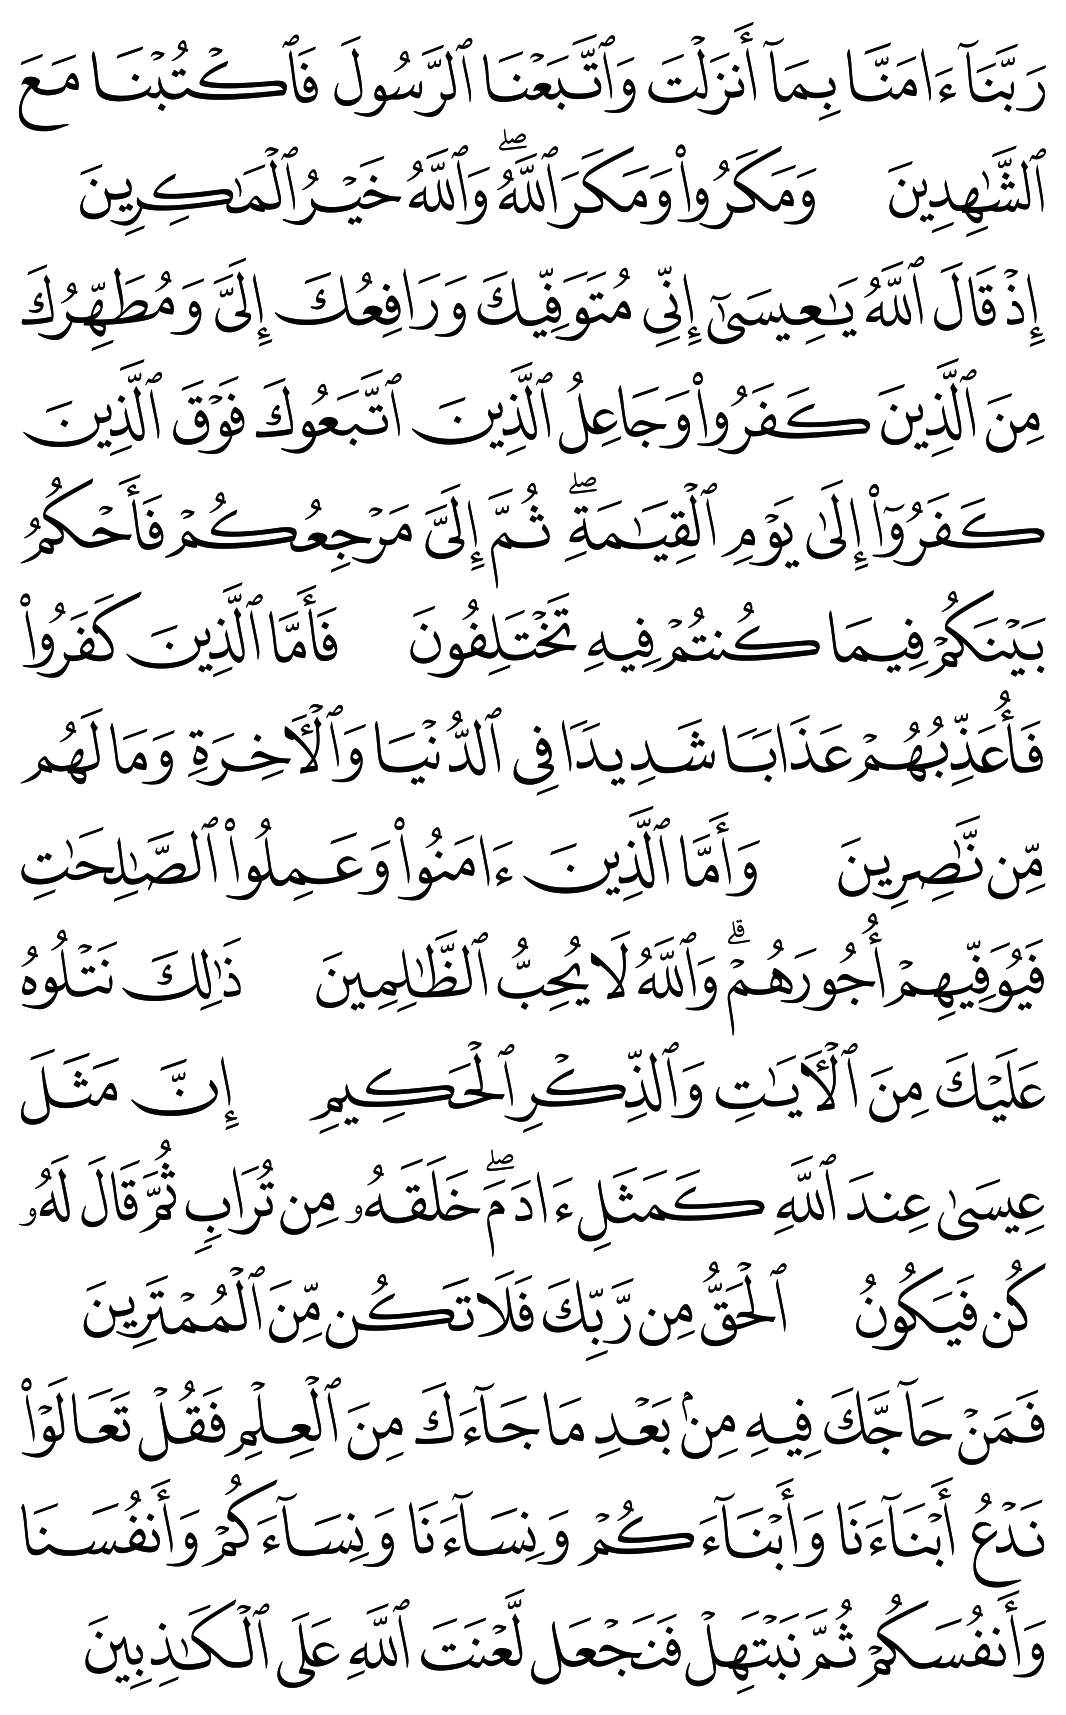 رَبَّنَآ ءَامَنَّا بِمَآ أَنزَلْتَ وَٱتَّبَعْنَا ٱلرَّسُولَ فَٱكْتُبْنَا مَعَ
ٱلشَّٰهِدِينَ وَمَكَرُوا۟ وَمَكَرَ ٱللَّهُۖ وَٱللَّهُ خَيْرُ ٱلْمَٰكِرِينَ
إِذْ قَالَ ٱللَّهُ يَٰعِيسَىٰٓ إِنِّي مُتَوَفِّيكَ وَرَافِعُكَ إِلَيَّ وَمُطَهِّرُكَ
مِنَ ٱلَّذِينَ كَفَرُوا۟ وَجَاعِلُ ٱلَّذِينَ ٱتَّبَعُوكَ فَوْقَ ٱلَّذِينَ
كَفَرُوٓا۟ إِلَىٰ يَوْمِ ٱلْقِيَٰمَةِۖ ثُمَّ إِلَيَّ مَرْجِعُكُمْ فَأَحْكُمُ
بَيْنَكُمْ فِيمَا كُنتُمْ فِيهِ تَخْتَلِفُونَ فَأَمَّا ٱلَّذِينَ كَفَرُوا۟
فَأُعَذِّبُهُمْ عَذَابًا شَدِيدًا فِي ٱلدُّنْيَا وَٱلْأَخِرَةِ وَمَا لَهُم
مِّن نَّٰصِرِينَ وَأَمَّا ٱلَّذِينَ ءَامَنُوا۟ وَعَمِلُوا۟ ٱلصَّٰلِحَٰتِ
فَيُوَفِّيهِمْ أُجُورَهُمْۗ وَٱللَّهُ لَا يُحِبُّ ٱلظَّٰلِمِينَ ذَٰلِكَ نَتْلُوهُ
عَلَيْكَ مِنَ ٱلْأَيَٰتِ وَٱلذِّكْرِ ٱلْحَكِيمِ إِنَّ مَثَلَ
عِيسَىٰ عِندَ ٱللَّهِ كَمَثَلِ ءَادَمَۖ خَلَقَهُۥ مِن تُرَابٍ ثُمَّ قَالَ لَهُۥ
كُن فَيَكُونُ ٱلْحَقُّ مِن رَّبِّكَ فَلَا تَكُن مِّنَ ٱلْمُمْتَرِينَ
فَمَنْ حَآجَّكَ فِيهِ مِنۢ بَعْدِ مَا جَآءَكَ مِنَ ٱلْعِلْمِ فَقُلْ تَعَالَوْا۟
نَدْعُ أَبْنَآءَنَا وَأَبْنَآءَكُمْ وَنِسَآءَنَا وَنِسَآءَكُمْ وَأَنفُسَنَا
وَأَنفُسَكُمْ ثُمَّ نَبْتَهِلْ فَنَجْعَل لَّعْنَتَ ٱللَّهِ عَلَى ٱلْكَٰذِبِينَ